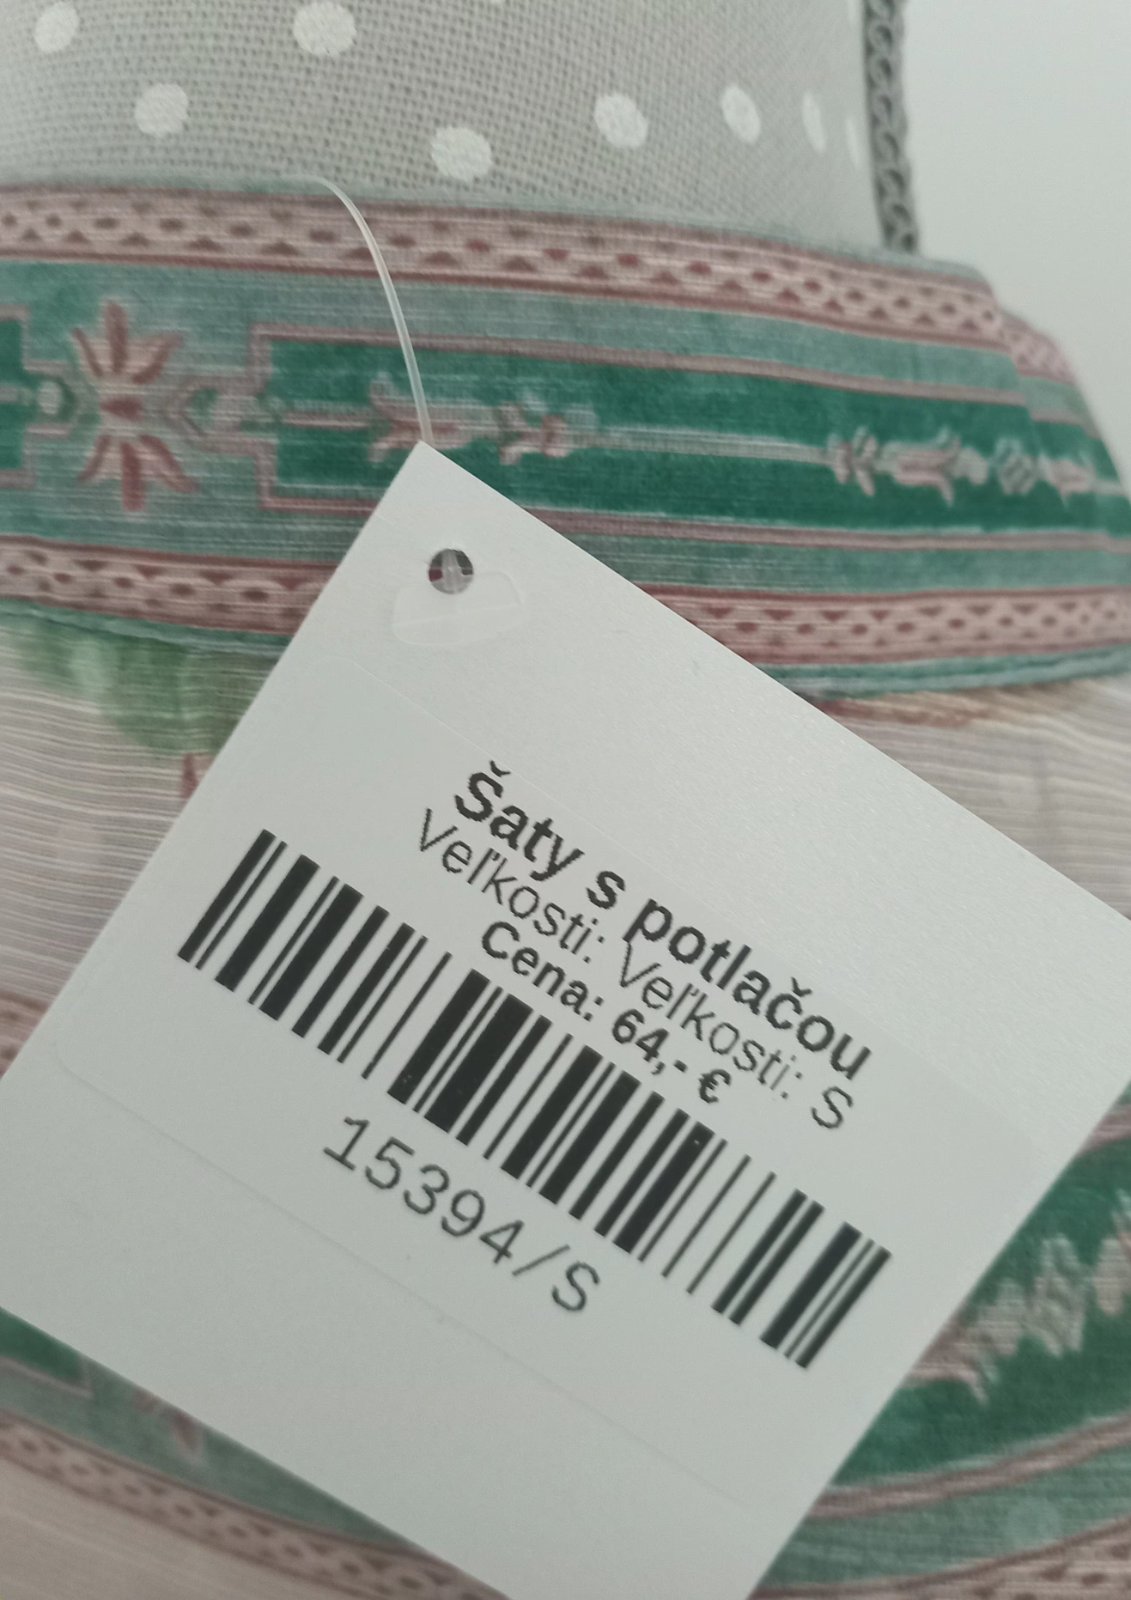 Šaty s potlačou
Veľkosti: Veľkosti: S
Cena: 64,- €
15394/S